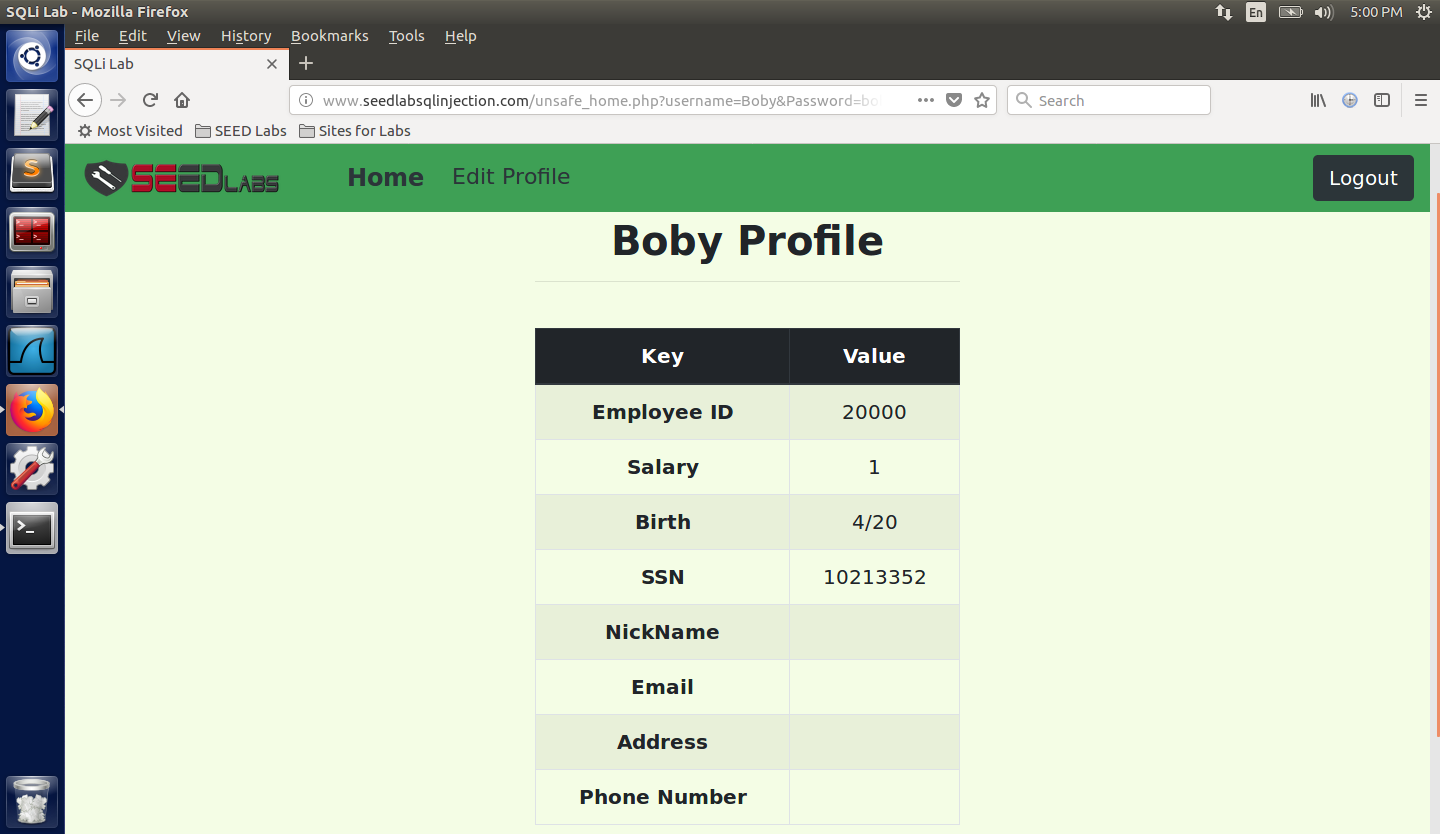 SQLi Lab - Mozilla Firefox
En
5:00 PM
File Edit View History Bookmarks Tools Help
SQLi Lab
www.seedlabsqlinjection.com/unsafe_home.php?username=Boby&Password=bo
Search
Most Visited SEED Labs Sites for Labs
SEEDLABS Home Edit Profile Logout
Boby Profile
Key Value
Employee ID 20000
Salary 1
Birth 4/20
SSN 10213352
NickName
Email
Address
Phone Number